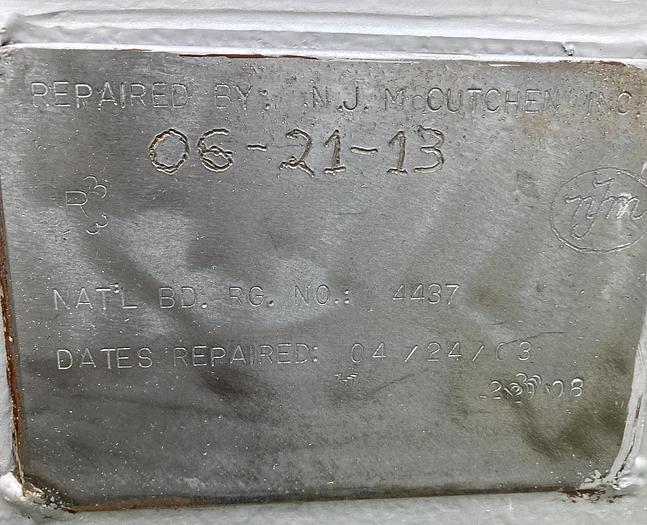 REPAIRED BY: N.J. McCUTCHEN INC.
06-21-13
R
njm
NAT'L BD. RG. NO.: 4437
DATES REPAIRED: 04/24/03